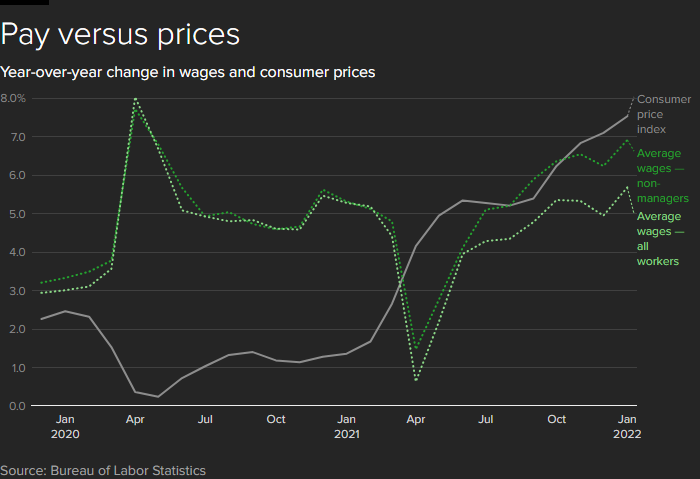 Pay versus prices
Year-over-year change in wages and consumer prices
8.0%
7.0
6.0
5.0
4.0
3.0
2.0
1.0
0.0
Consumer
price
index
Average
wages —
non-
managers
Average
wages —
all
workers
Jan
2020
Apr
Jul
Oct
Jan
2021
Apr
Jul
Oct
Jan
2022
Source: Bureau of Labor Statistics